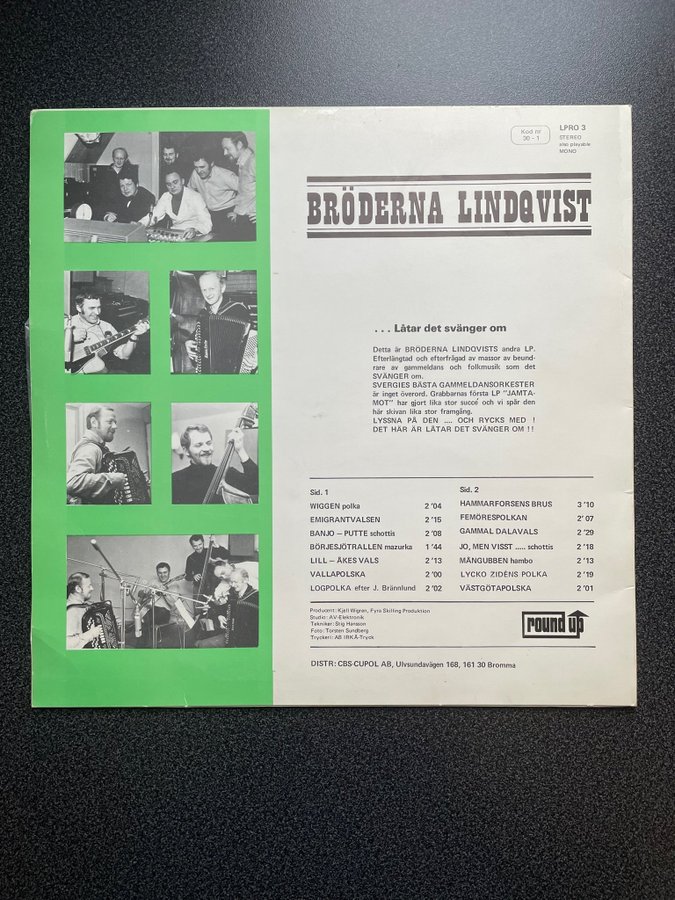 Kod nr
30 - 1
LPRO 3
STEREO
also playable
MONO
BRÖDERNA LINDQVIST
... Låtar det svänger om
Detta är BRÖDERNA LINDQVISTS andra LP.
Efterlängtad och efterfrågad av massor av beund-
rare av gammeldans och folkmusik som det
SVÄNGER om.
SVERGIES BÄSTA GAMMELDANSORKESTER
är inget överord. Grabbarnas första LP "JAMTA-
MOT" har gjort lika stor succé och vi spår den
här skivan lika stor framgång.
LYSSNA PÅ DEN .... OCH RYCKS MED !
DET HÄR ÄR LÅTAR DET SVÄNGER OM !!
Sid. 1
WIGGEN polka 2 '04
EMIGRANTVALSEN 2 '15
BANJO – PUTTE schottis 2 '08
BÖRJESJÖTRALLEN mazurka 1 '44
LILL – ÅKES VALS 2 '13
VALLAPOLSKA 2 '00
LOGPOLKA efter J. Brännlund 2 '02
Sid. 2
HAMMARFORSENS BRUS 3 '10
FEMÖRESPOLKAN 2' 07
GAMMAL DALAVALS 2 '29
JO, MEN VISST ..... schottis 2 '18
MÅNGUBBEN hambo 2 '13
LYCKO ZIDÉNS POLKA 2 '19
VÄSTGÖTAPOLSKA 2 '01
Producent: Kjell Wigren, Fyra Skilling Produktion
Studio: AV-Elektronik
Tekniker: Stig Hansson
Foto: Torsten Sundberg
Tryckeri: AB IRKÅ-Tryck
round up
DISTR: CBS-CUPOL AB, Ulvsundavägen 168, 161 30 Bromma